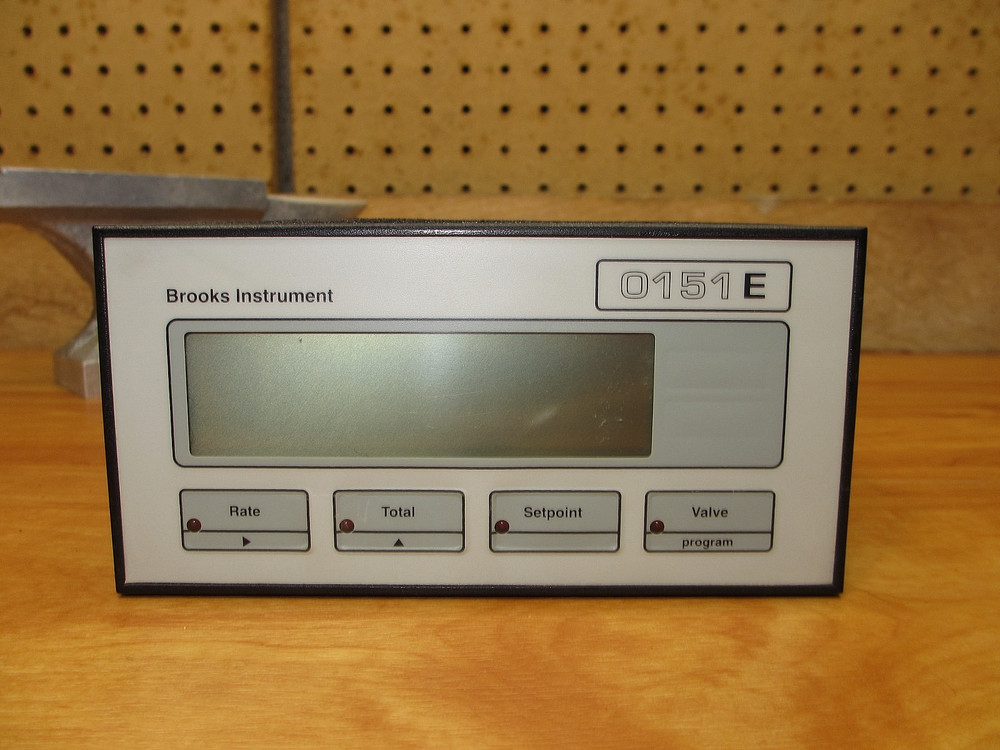 Brooks Instrument
0151 E
Rate
Total
Setpoint
Valve
program